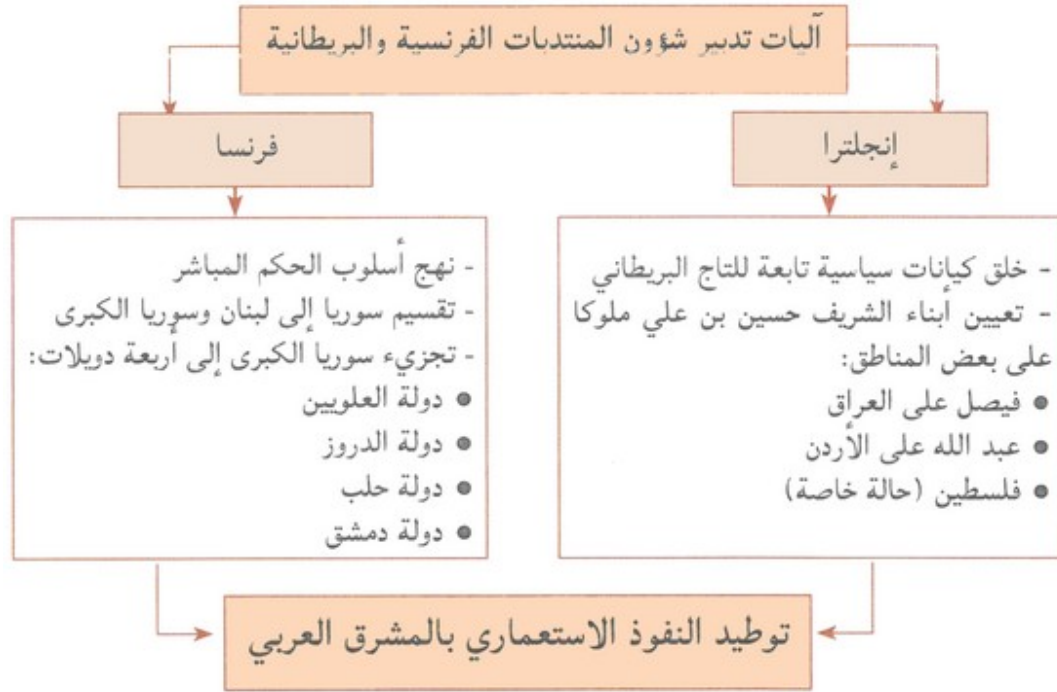 آليات تدبير شؤون المنتدبات الفرنسية والبريطانية
إنجلترا
- خلق كيانات سياسية تابعة للتاج البريطاني
- تعيين أبناء الشريف حسين بن علي ملوكا
على بعض المناطق:
● فيصل على العراق
● عبد الله على الأردن
● فلسطين (حالة خاصة)
فرنسا
- نهج أسلوب الحكم المباشر
- تقسيم سوريا إلى لبنان وسوريا الكبرى
- تجزيء سوريا الكبرى إلى أربعة دويلات:
● دولة العلويين
● دولة الدروز
● دولة حلب
● دولة دمشق
توطيد النفوذ الاستعماري بالمشرق العربي